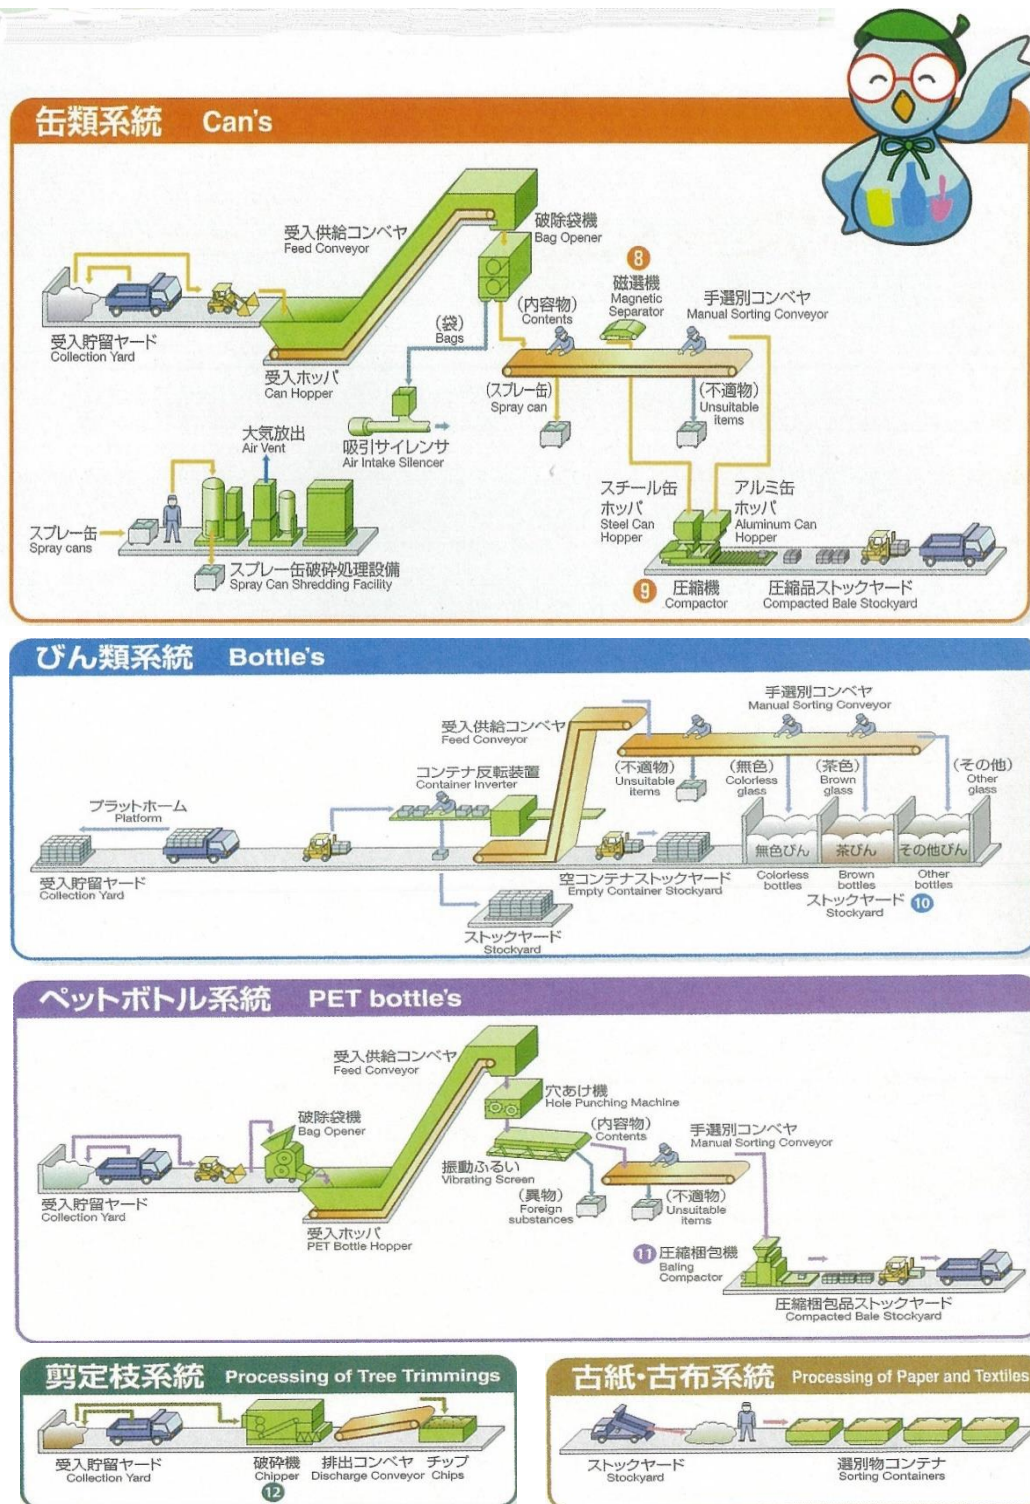 缶類系統 Can's
受入供給コンベヤ
Feed Conveyor
破除袋機
Bag Opener
8
磁選機
Magnetic
Separator
手選別コンベヤ
Manual Sorting Conveyor
(内容物)
Contents
(袋)
Bags
受入貯留ヤード
Collection Yard
受入ホッパ
Can Hopper
(スプレー缶)
Spray can
(不適物)
Unsuitable
items
大気放出
Air Vent
吸引サイレンサ
Air Intake Silencer
スチール缶
ホッパ
Steel Can
Hopper
アルミ缶
ホッパ
Aluminum Can
Hopper
スプレー缶
Spray cans
スプレー缶破砕処理設備
Spray Can Shredding Facility
9 圧縮機
Compactor
圧縮品ストックヤード
Compacted Bale Stockyard
びん類系統 Bottle's
手選別コンベヤ
Manual Sorting Conveyor
受入供給コンベヤ
Feed Conveyor
コンテナ反転装置
Container Inverter
(不適物)
Unsuitable
items
(無色)
Colorless
glass
(茶色)
Brown
glass
(その他)
Other
glass
プラットホーム
Platform
無色びん
茶びん
その他びん
受入貯留ヤード
Collection Yard
空コンテナストックヤード
Empty Container Stockyard
Colorless
bottles
Brown
bottles
Other
bottles
ストックヤード 10
Stockyard
ストックヤード
Stockyard
ペットボトル系統 PET bottle's
受入供給コンベヤ
Feed Conveyor
穴あけ機
Hole Punching Machine
破除袋機
Bag Opener
(内容物)
Contents
手選別コンベヤ
Manual Sorting Conveyor
振動ふるい
Vibrating Screen
受入貯留ヤード
Collection Yard
(異物)
Foreign
substances
(不適物)
Unsuitable
items
受入ホッパ
PET Bottle Hopper
11 圧縮梱包機
Baling
Compactor
圧縮梱包品ストックヤード
Compacted Bale Stockyard
剪定枝系統 Processing of Tree Trimmings
受入貯留ヤード
Collection Yard
破砕機
Chipper
12
排出コンベヤ
Discharge Conveyor
チップ
Chips
古紙・古布系統 Processing of Paper and Textiles
ストックヤード
Stockyard
選別物コンテナ
Sorting Containers